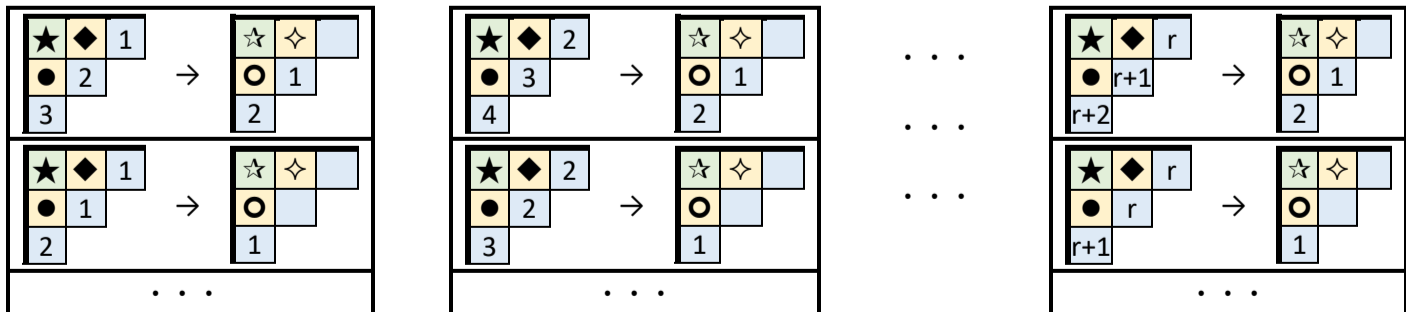 ★ ◆ 1 ☆ ✧ ★ ◆ 2 ☆ ✧ . . . ★ ◆ r ☆ ✧
● 2 → ○ 1 ● 3 → ○ 1 ● r+1 → ○ 1
3 2 4 2 . . . r+2 2
★ ◆ 1 ☆ ✧ ★ ◆ 2 ☆ ✧ . . . ★ ◆ r ☆ ✧
● 1 → ○ ● 2 → ○ ● r → ○
2 1 3 1 r+1 1
. . . . . . . . .